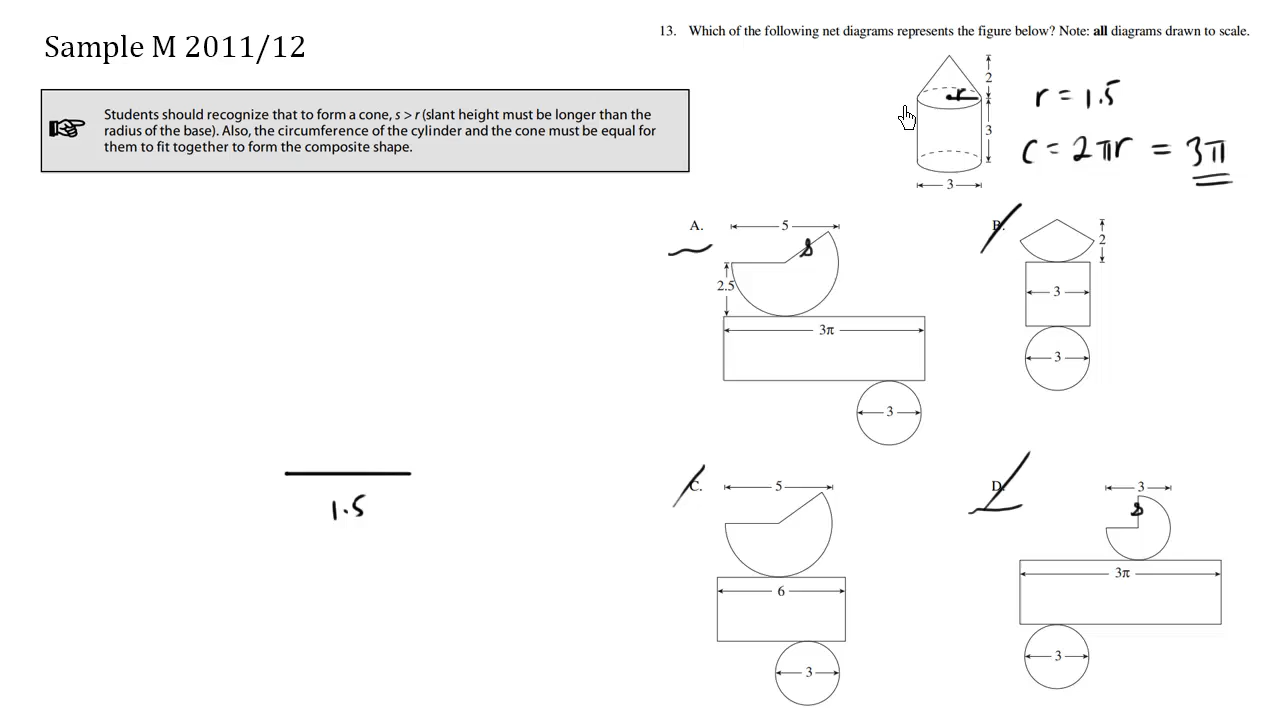 Sample M 2011/12
Students should recognize that to form a cone, s > r (slant height must be longer than the
radius of the base). Also, the circumference of the cylinder and the cone must be equal for
them to fit together to form the composite shape.
13. Which of the following net diagrams represents the figure below? Note: all diagrams drawn to scale.
2
r
3
3
r = 1.5
C = 2πr = 3π
A.
5
s
2.5
3π
3
B.
2
3
3
C.
5
6
3
D.
3
s
3π
3
1.5